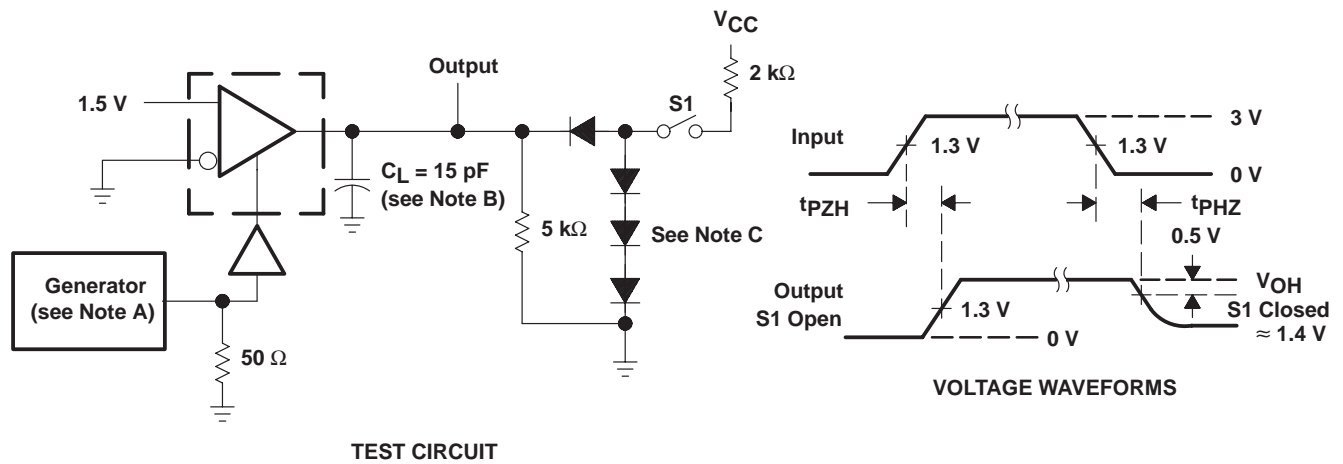 VCC
2 kΩ
Output
S1
1.5 V
CL = 15 pF
(see Note B)
5 kΩ
See Note C
Generator
(see Note A)
50 Ω
TEST CIRCUIT
Input
3 V
1.3 V
1.3 V
0 V
tPZH
tPHZ
0.5 V
Output
S1 Open
1.3 V
0 V
VOH
S1 Closed
≈ 1.4 V
VOLTAGE WAVEFORMS